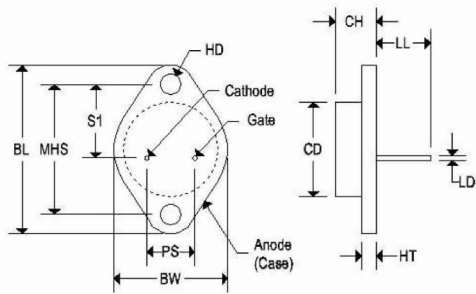 HD
Cathode
Gate
S1
MHS
BL
PS
BW
Anode
(Case)
CH
LL
CD
LD
HT